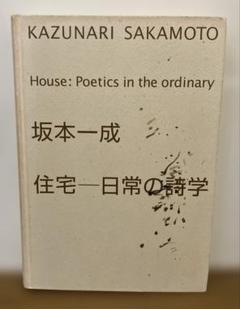 KAZUNARI SAKAMOTO
House: Poetics in the ordinary
坂本一成
住宅—日常の詩学